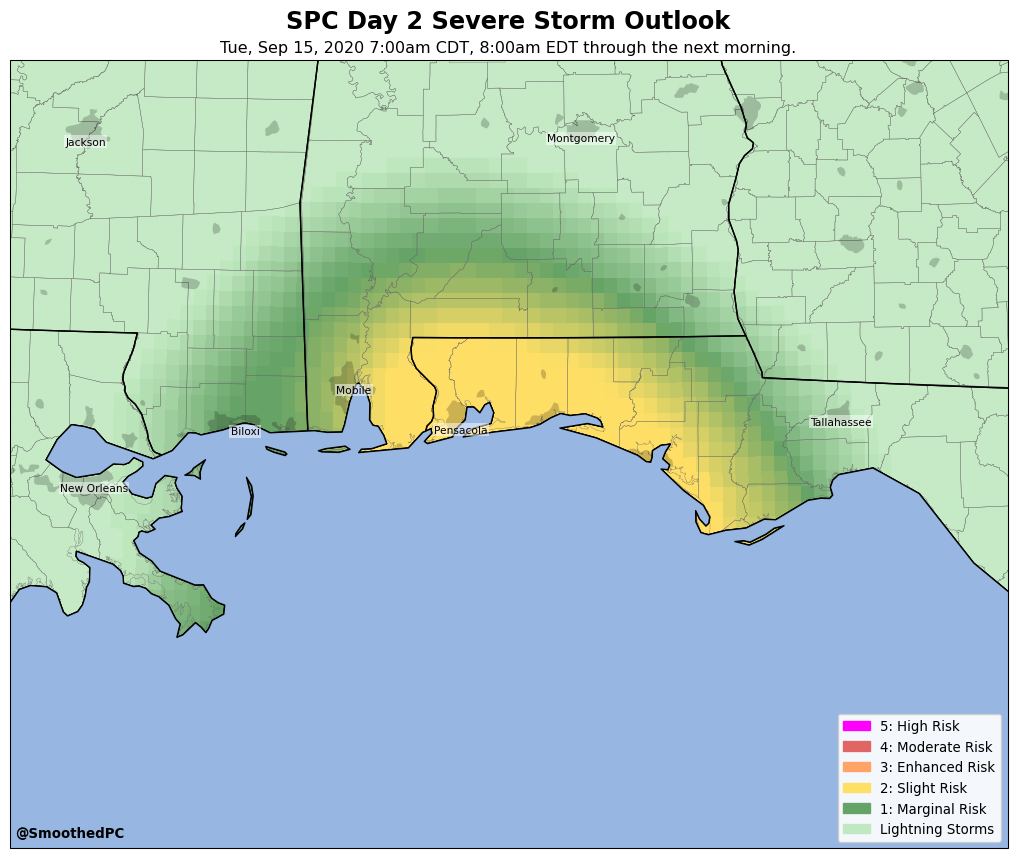 SPC Day 2 Severe Storm Outlook
Tue, Sep 15, 2020 7:00am CDT, 8:00am EDT through the next morning.
Jackson
Montgomery
Mobile
Biloxi
Pensacola
Tallahassee
New Orleans
5: High Risk
4: Moderate Risk
3: Enhanced Risk
2: Slight Risk
1: Marginal Risk
Lightning Storms
@SmoothedPC